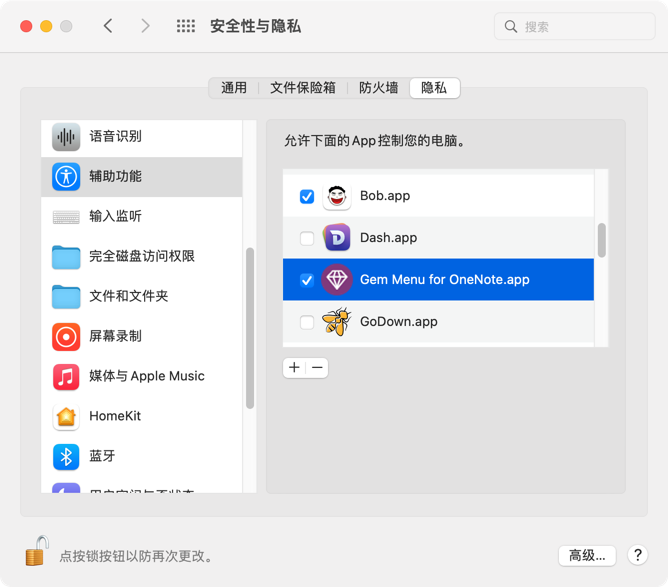 安全性与隐私
搜索
通用
文件保险箱
防火墙
隐私
语音识别
辅助功能
输入监听
完全磁盘访问权限
文件和文件夹
屏幕录制
媒体与 Apple Music
HomeKit
蓝牙
允许下面的 App 控制您的电脑。
Bob.app
Dash.app
Gem Menu for OneNote.app
GoDown.app
点按锁按钮以防再次更改。
高级...
?